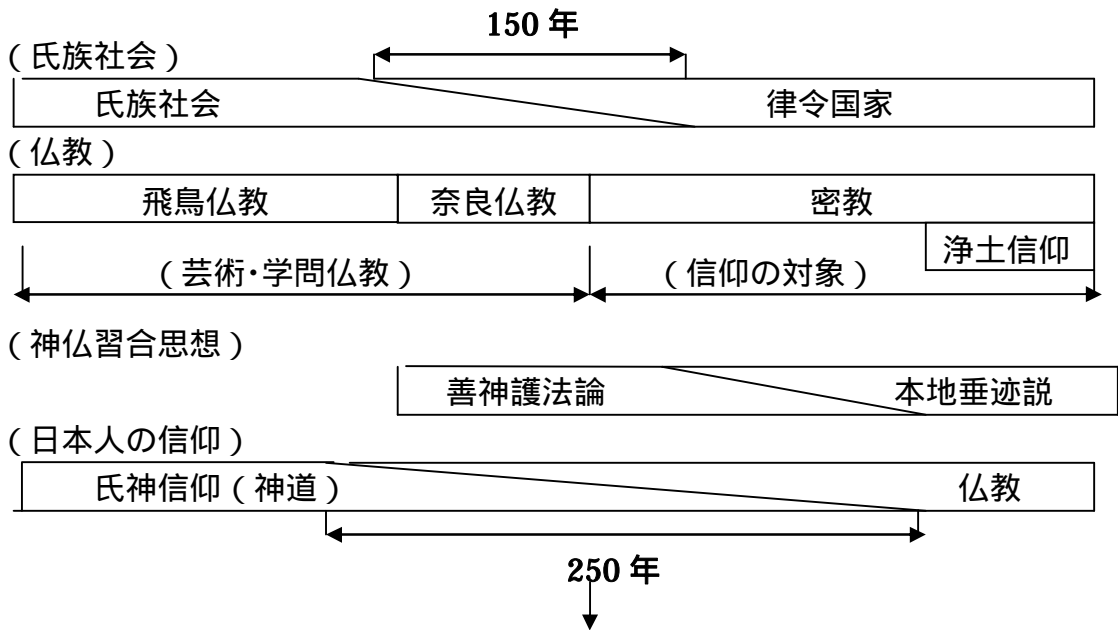 150 年
（氏族社会）
氏族社会 律令国家
（仏教）
飛鳥仏教 奈良仏教 密教
浄土信仰
（芸術・学問仏教） （信仰の対象）
（神仏習合思想）
善神護法論 本地垂迹説
（日本人の信仰）
氏神信仰（神道） 仏教
250 年